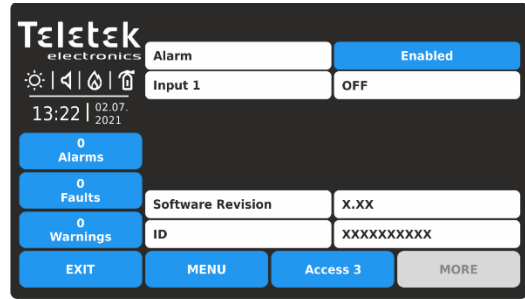 Teletek
electronics
13:22 | 02.07.
2021
0
Alarms
0
Faults
0
Warnings
Alarm Enabled
Input 1 OFF
Software Revision X.XX
ID XXXXXXXXXX
EXIT MENU Access 3 MORE